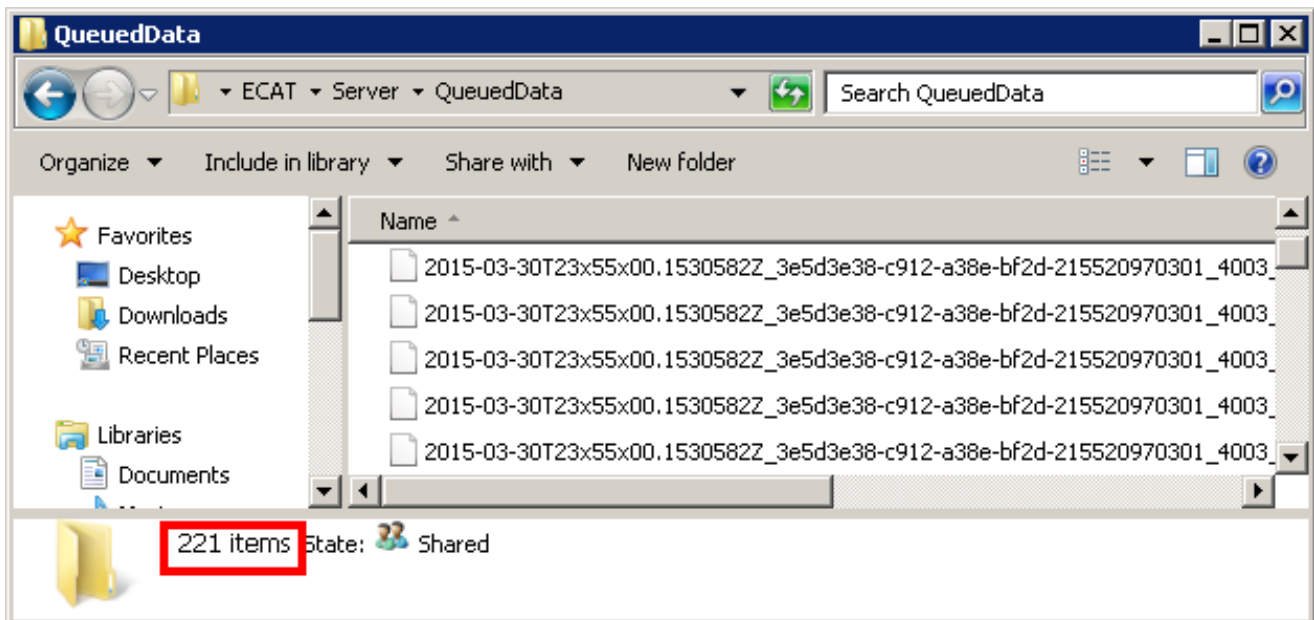 QueuedData
ECAT Server QueuedData Search QueuedData
Organize Include in library Share with New folder
Favorites
Desktop
Downloads
Recent Places
Libraries
Documents
Name
2015-03-30T23x55x00.1530582Z_3e5d3e38-c912-a38e-bf2d-215520970301_4003_
2015-03-30T23x55x00.1530582Z_3e5d3e38-c912-a38e-bf2d-215520970301_4003_
2015-03-30T23x55x00.1530582Z_3e5d3e38-c912-a38e-bf2d-215520970301_4003_
2015-03-30T23x55x00.1530582Z_3e5d3e38-c912-a38e-bf2d-215520970301_4003_
2015-03-30T23x55x00.1530582Z_3e5d3e38-c912-a38e-bf2d-215520970301_4003_
221 items State: Shared